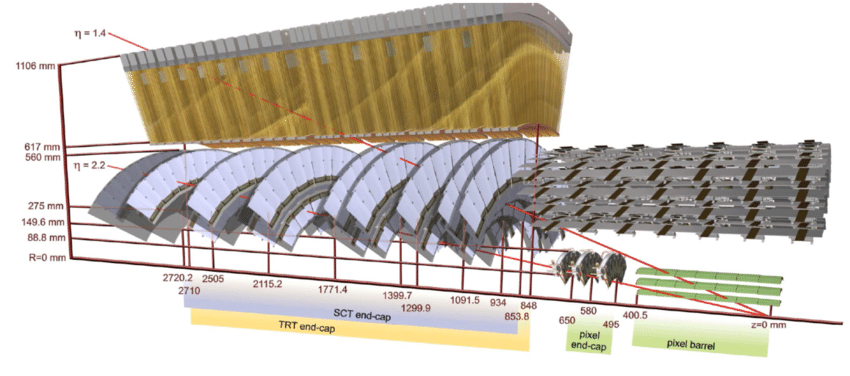 η = 1.4
1106 mm
617 mm
560 mm
η = 2.2
275 mm
149.6 mm
88.8 mm
R=0 mm
2720.2
2710
2505
2115.2
1771.4
1399.7
1299.9
1091.5
934
853.8
848
650
580
495
400.5
z=0 mm
SCT end-cap
TRT end-cap
pixel
end-cap
pixel barrel